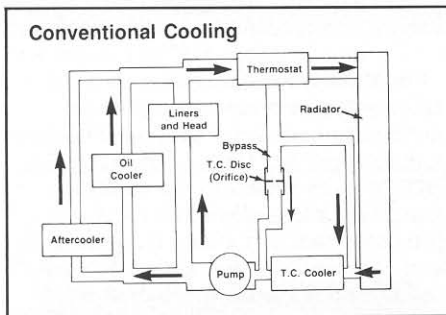 Conventional Cooling
Thermostat
Radiator
Liners
and Head
Bypass
T.C. Disc
(Orifice)
Oil
Cooler
Aftercooler
Pump
T.C. Cooler